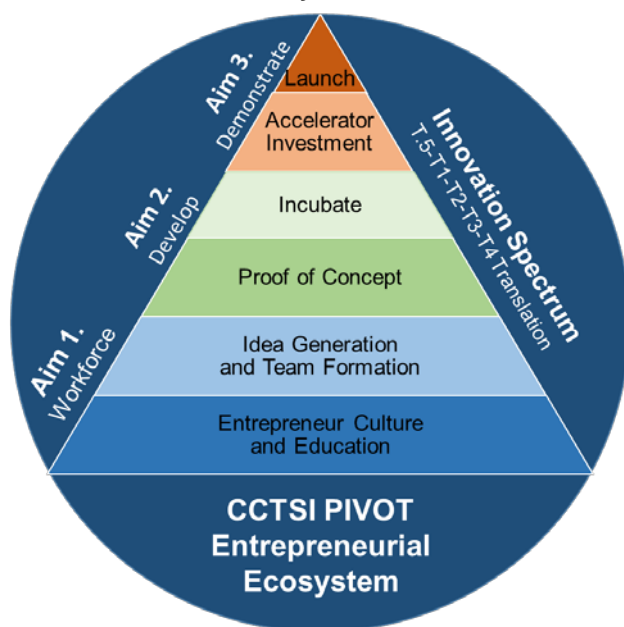 Aim 3.
Demonstrate
Aim 2.
Develop
Aim 1.
Workforce
Launch
Accelerator
Investment
Incubate
Proof of Concept
Idea Generation
and Team Formation
Entrepreneur Culture
and Education
Innovation Spectrum
T.5-T1-T2-T3-T4 Translation
CCTSI PIVOT
Entrepreneurial
Ecosystem